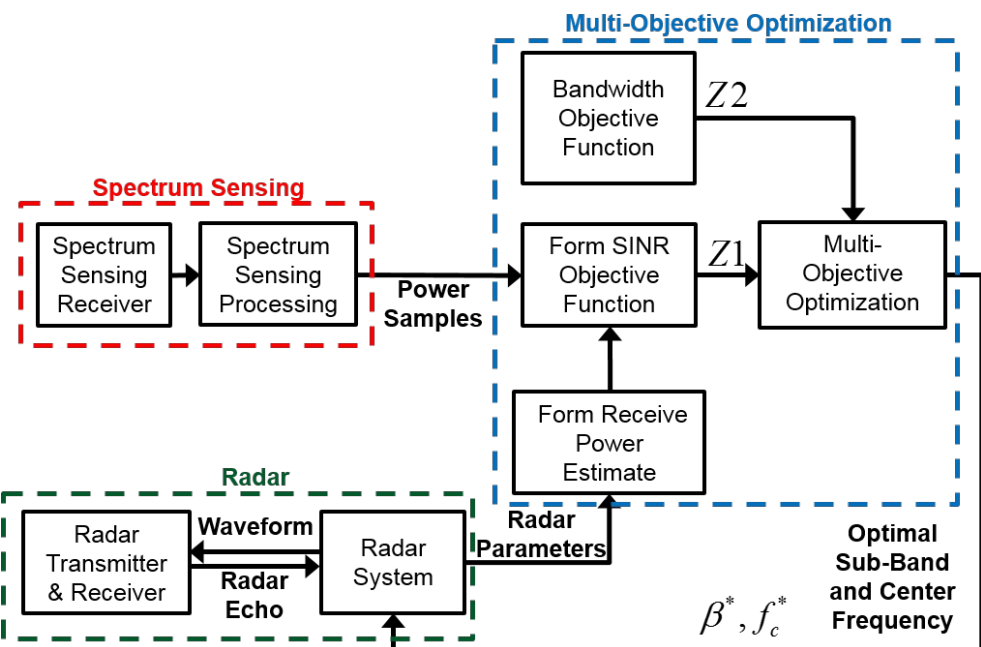 Multi-Objective Optimization
Bandwidth
Objective
Function
Z2
Spectrum Sensing
Spectrum
Sensing
Receiver
Spectrum
Sensing
Processing
Power
Samples
Form SINR
Objective
Function
Z1
Multi-
Objective
Optimization
Form Receive
Power
Estimate
Radar
Radar
Transmitter
& Receiver
Waveform
Radar
Echo
Radar
System
Radar
Parameters
Optimal
Sub-Band
and Center
Frequency
β*, f_c*